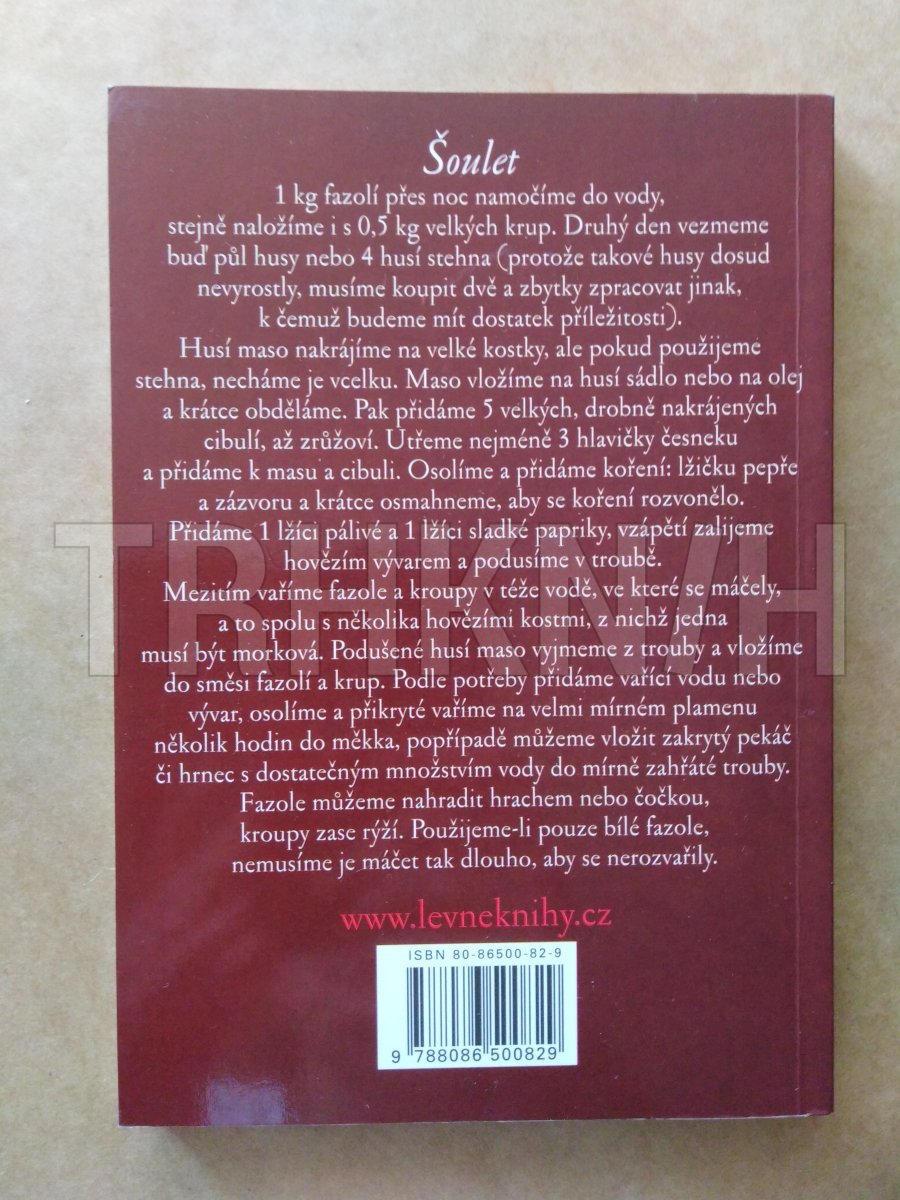 Šoulet
1 kg fazolí přes noc namočíme do vody,
stejně naložíme i s 0,5 kg velkých krup. Druhý den vezmeme
buď půl husy nebo 4 husí stehna (protože takové husy dosud
nevyrostly, musíme koupit dvě a zbytky zpracovat jinak,
k čemuž budeme mít dostatek příležitosti).
Husí maso nakrájíme na velké kostky, ale pokud použijeme
stehna, necháme je vcelku. Maso vložíme na husí sádlo nebo na olej
a krátce obděláme. Pak přidáme 5 velkých, drobně nakrájených
cibulí, až zrůžoví. Utřeme nejméně 3 hlavičky česneku
a přidáme k masu a cibuli. Osolíme a přidáme koření: lžičku pepře
a zázvoru a krátce osmahneme, aby se koření rozvonělo.
Přidáme 1 lžíci pálivé a 1 lžíci sladké papriky, vzápětí zalijeme
hovězím vývarem a podusíme v troubě.
Mezitím vaříme fazole a kroupy v téže vodě, ve které se máčely,
a to spolu s několika hovězími kostmi, z nichž jedna
musí být morková. Podušené husí maso vyjmeme z trouby a vložíme
do směsi fazolí a krup. Podle potřeby přidáme vařící vodu nebo
vývar, osolíme a přikryté vaříme na velmi mírném plamenu
několik hodin do měkka, popřípadě můžeme vložit zakrytý pekáč
či hrnec s dostatečným množstvím vody do mírně zahřáté trouby.
Fazole můžeme nahradit hrachem nebo čočkou,
kroupy zase rýží. Použijeme-li pouze bílé fazole,
nemusíme je máčet tak dlouho, aby se nerozvařily.
www.levneknihy.cz
ISBN 80-86500-82-9
9 788086 500829
TRHKNIH